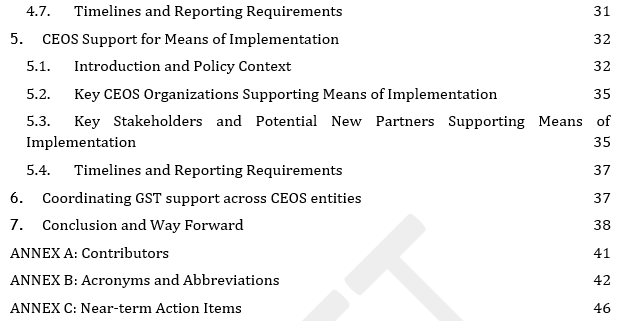 4.7. Timelines and Reporting Requirements 31
5. CEOS Support for Means of Implementation 32
5.1. Introduction and Policy Context 32
5.2. Key CEOS Organizations Supporting Means of Implementation 35
5.3. Key Stakeholders and Potential New Partners Supporting Means of
Implementation 35
5.4. Timelines and Reporting Requirements 37
6. Coordinating GST support across CEOS entities 37
7. Conclusion and Way Forward 38
ANNEX A: Contributors 41
ANNEX B: Acronyms and Abbreviations 42
ANNEX C: Near-term Action Items 46